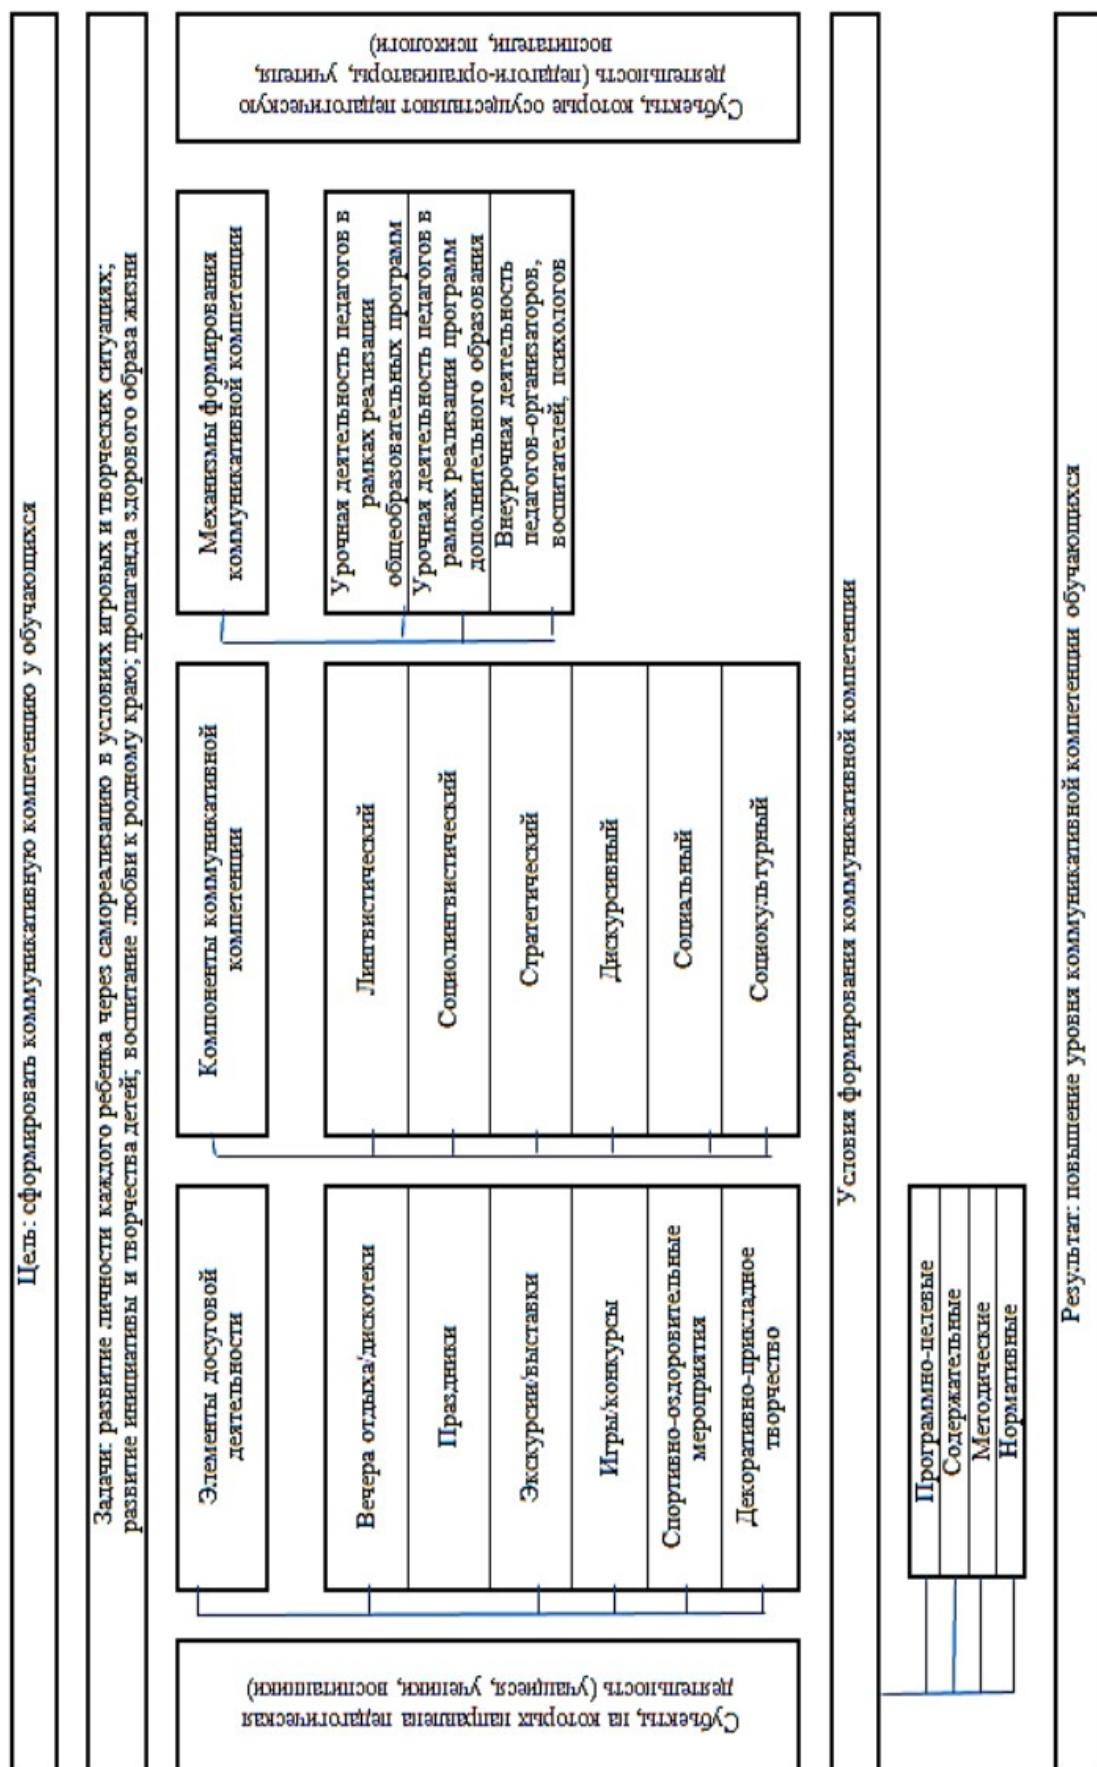 Цель: сформировать коммуникативную компетенцию у обучающихся
Задачи: развитие личности каждого ребенка через самореализацию в условиях игровых и творческих ситуациях;
развитие инициативы и творчества детей; воспитание любви к родному краю; пропаганда здорового образа жизни
Субъекты, на которых направлена педагогическая
деятельность (учащиеся, ученики, воспитанники)
Элементы досуговой
деятельности
Вечера отдыха/дискотеки
Праздники
Экскурсии/выставки
Игры/конкурсы
Спортивно-оздоровительные
мероприятия
Декоративно-прикладное
творчество
Компоненты коммуникативной
компетенции
Лингвистический
Социолингвистический
Стратегический
Дискурсивный
Социальный
Социокультурный
Механизмы формирования
коммуникативной компетенции
Урочная деятельность педагогов в
рамках реализации
общеобразовательных программ
Урочная деятельность педагогов в
рамках реализации программ
дополнительного образования
Внеурочная деятельность
педагогов-организаторов,
воспитателей, психологов
Субъекты, которые осуществляют педагогическую
деятельность (педагоги-организаторы, учителя,
воспитатели, психологи)
Условия формирования коммуникативной компетенции
Программно-целевые
Содержательные
Методические
Нормативные
Результат: повышение уровня коммуникативной компетенции обучающихся